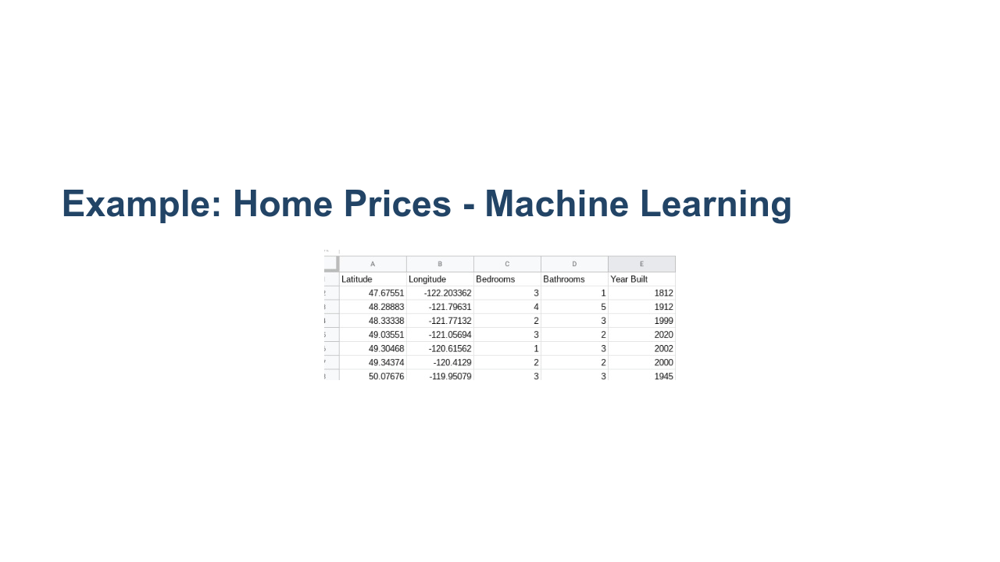 Example: Home Prices - Machine Learning
A B C D E
Latitude Longitude Bedrooms Bathrooms Year Built
47.67551 -122.203362 3 1 1812
48.28883 -121.79631 4 5 1912
48.33338 -121.77132 2 3 1999
49.03551 -121.05694 3 2 2020
49.30468 -120.61562 1 3 2002
49.34374 -120.4129 2 2 2000
50.07676 -119.95079 3 3 1945